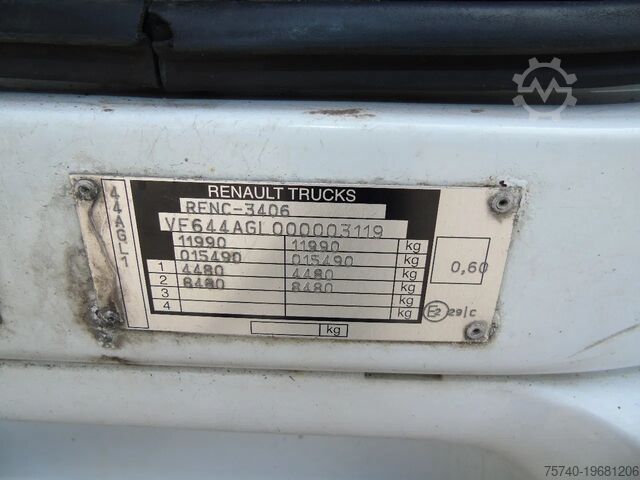 RENAULT TRUCKS
44AGL1
RENC-3406
VF644AGL000003119
11990 11990 kg
015490 015490 kg
1 4480 4480 kg
2 8480 8480 kg
3 kg
4 kg
0,60
E2 29|C
kg
75740-19681206